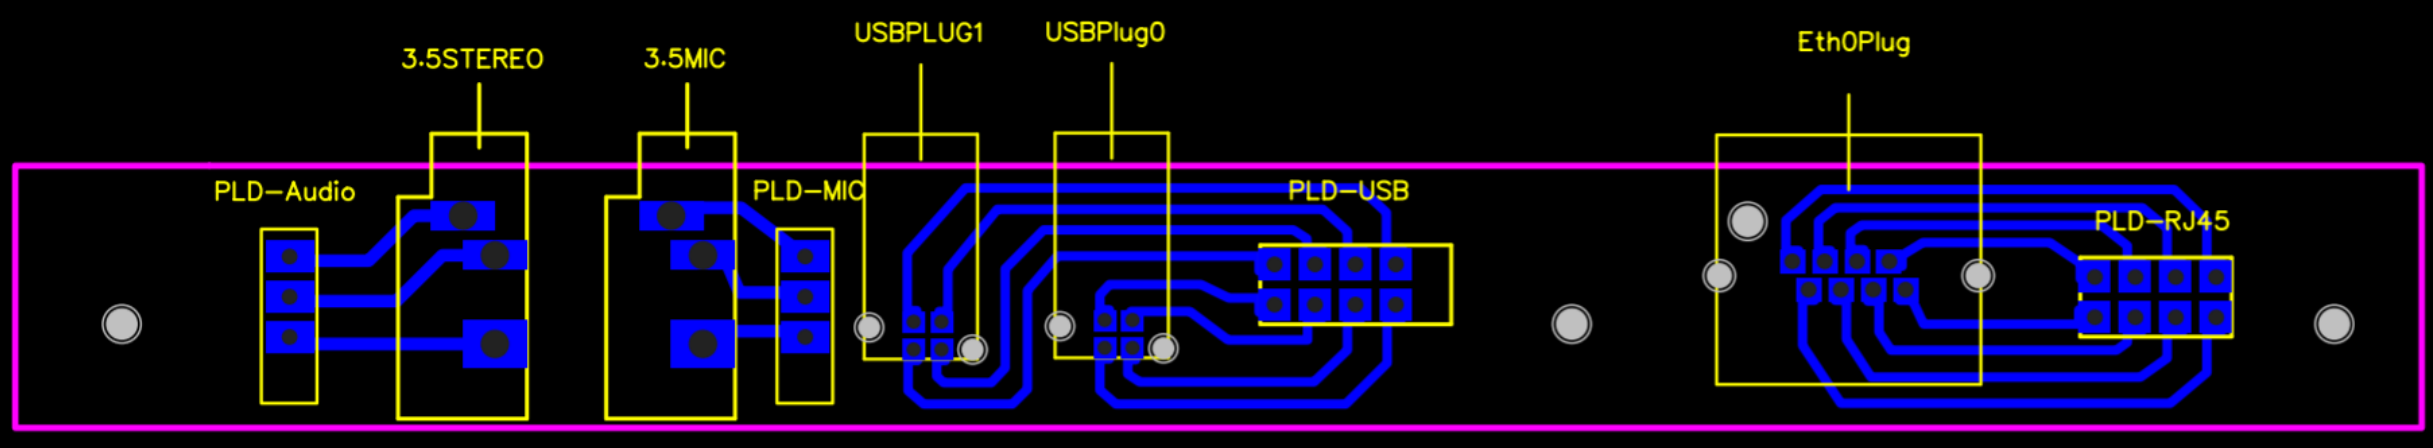 3.5STEREO
3.5MIC
USBPLUG1
USBPlug0
Eth0Plug
PLD-Audio
PLD-MIC
PLD-USB
PLD-RJ45